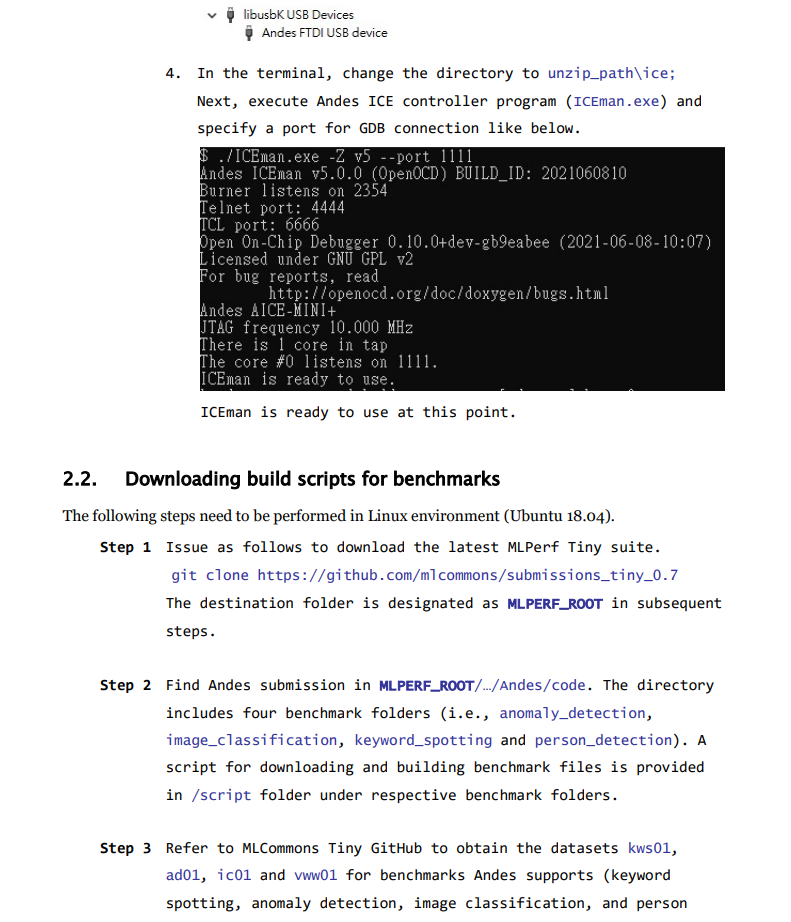 libusbK USB Devices
Andes FTDI USB device
4. In the terminal, change the directory to unzip_path\ice;
Next, execute Andes ICE controller program (ICEman.exe) and
specify a port for GDB connection like below.
$ ./ICEman.exe -Z v5 --port 1111
Andes ICEman v5.0.0 (OpenOCD) BUILD_ID: 2021060810
Burner listens on 2354
Telnet port: 4444
TCL port: 6666
Open On-Chip Debugger 0.10.0+dev-gb9eabee (2021-06-08-10:07)
Licensed under GNU GPL v2
For bug reports, read
http://openocd.org/doc/doxygen/bugs.html
Andes AICE-MINI+
JTAG frequency 10.000 MHz
There is 1 core in tap
The core #0 listens on 1111.
ICEman is ready to use.
ICEman is ready to use at this point.
2.2. Downloading build scripts for benchmarks
The following steps need to be performed in Linux environment (Ubuntu 18.04).
Step 1 Issue as follows to download the latest MLPerf Tiny suite.
git clone https://github.com/mlcommons/submissions_tiny_0.7
The destination folder is designated as MLPERF_ROOT in subsequent
steps.
Step 2 Find Andes submission in MLPERF_ROOT/…/Andes/code. The directory
includes four benchmark folders (i.e., anomaly_detection,
image_classification, keyword_spotting and person_detection). A
script for downloading and building benchmark files is provided
in /script folder under respective benchmark folders.
Step 3 Refer to MLCommons Tiny GitHub to obtain the datasets kws01,
ad01, ic01 and vww01 for benchmarks Andes supports (keyword
spotting, anomaly detection, image classification, and person